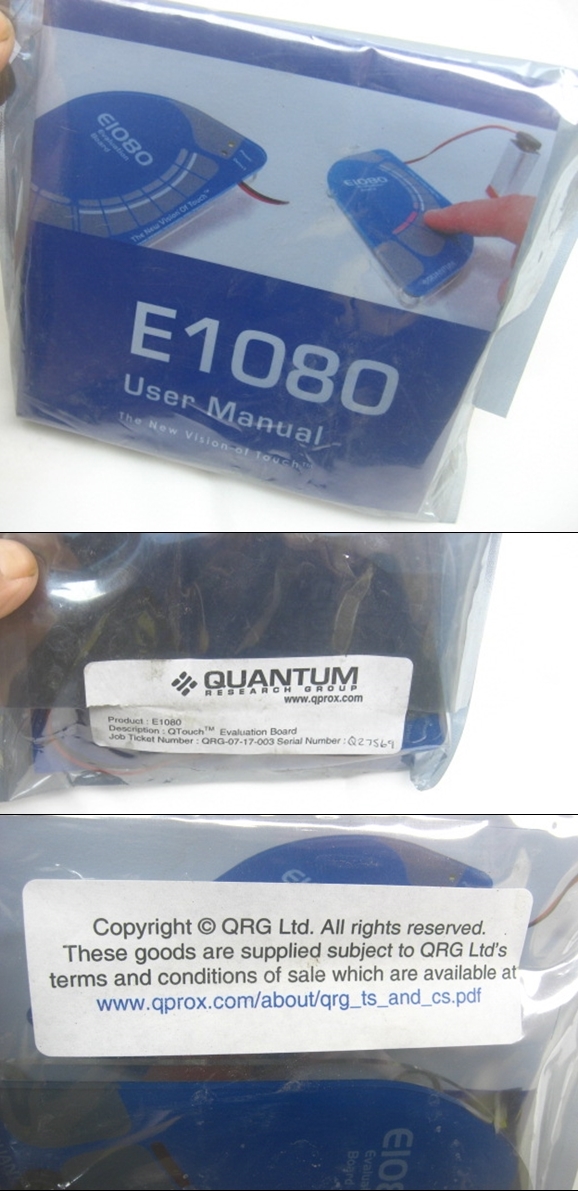 E1080
Evaluation
Board
The New Vision Of Touch™
E1080
QUANTUM
E1080
User Manual
The New Vision of Touch™
QUANTUM
RESEARCH GROUP
www.qprox.com
Product : E1080
Description : QTouch™ Evaluation Board
Job Ticket Number : QRG-07-17-003 Serial Number : Q27569
Copyright © QRG Ltd. All rights reserved.
These goods are supplied subject to QRG Ltd's
terms and conditions of sale which are available at
www.qprox.com/about/qrg_ts_and_cs.pdf